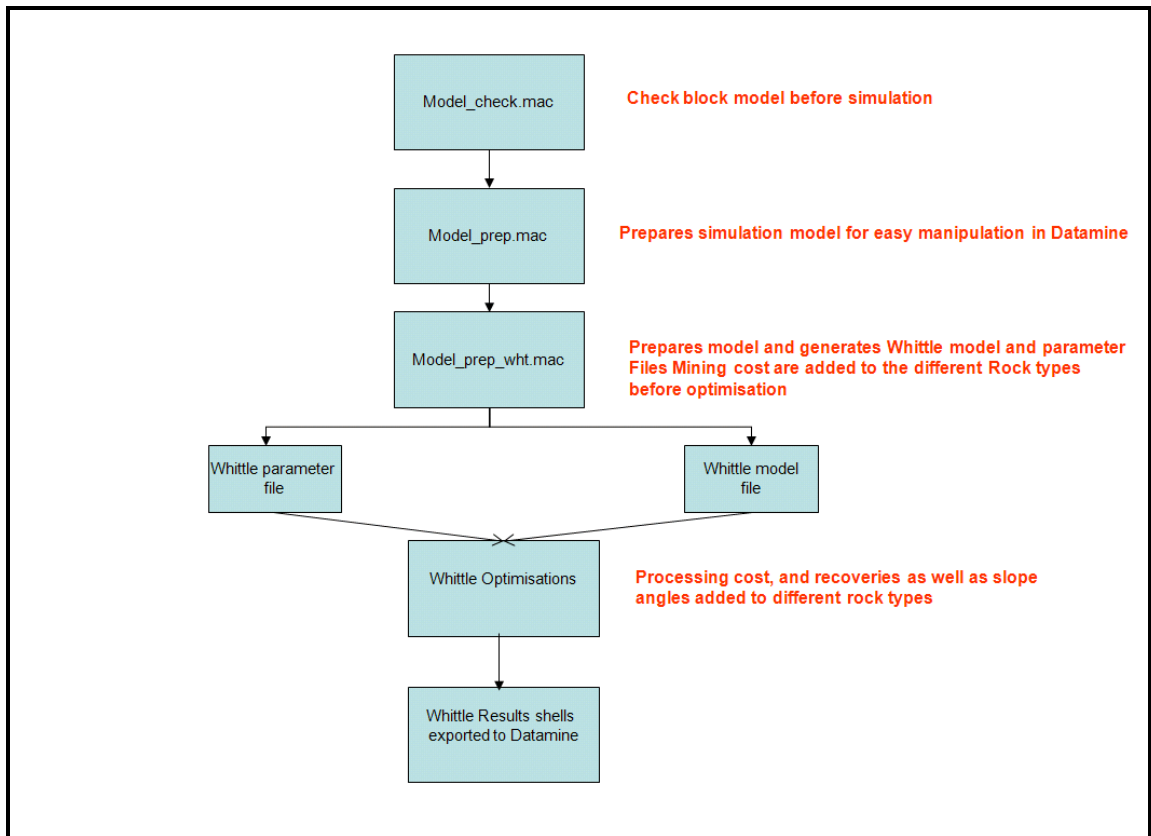 Model_check.mac
Check block model before simulation
Model_prep.mac
Prepares simulation model for easy manipulation in Datamine
Model_prep_wht.mac
Prepares model and generates Whittle model and parameter
Files Mining cost are added to the different Rock types
before optimisation
Whittle parameter
file
Whittle model
file
Whittle Optimisations
Processing cost, and recoveries as well as slope
angles added to different rock types
Whittle Results shells
exported to Datamine